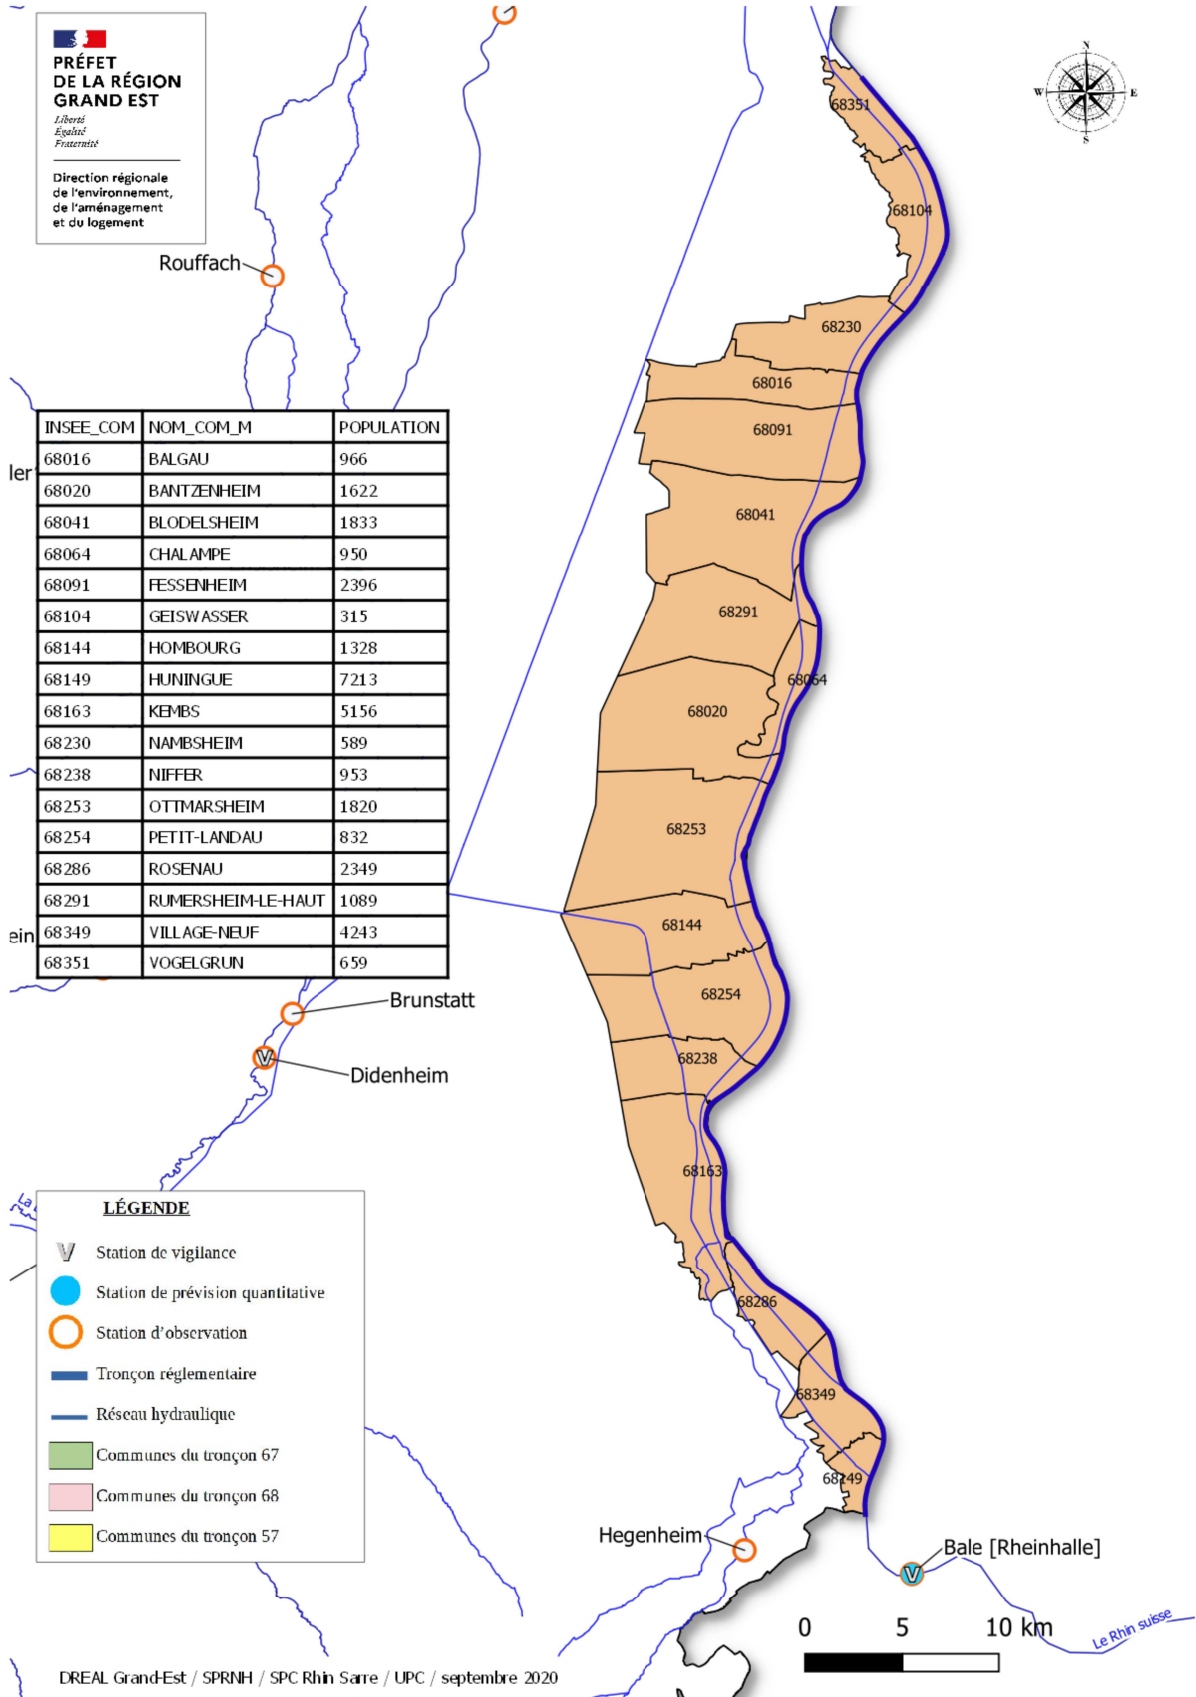 PRÉFET
DE LA RÉGION
GRAND EST
Liberté
Égalité
Fraternité
Direction régionale
de l'environnement,
de l'aménagement
et du logement
N
W E
S
68351
68104
Rouffach
68230
68016
68091
68041
68291
68064
68020
68253
68144
68254
68238
68163
68286
68349
68149
ler
ein
INSEE_COM NOM_COM_M POPULATION
68016 BALGAU 966
68020 BANTZENHEIM 1622
68041 BLODELSHEIM 1833
68064 CHALAMPE 950
68091 FESSENHEIM 2396
68104 GEISWASSER 315
68144 HOMBOURG 1328
68149 HUNINGUE 7213
68163 KEMBS 5156
68230 NAMBSHEIM 589
68238 NIFFER 953
68253 OTTMARSHEIM 1820
68254 PETIT-LANDAU 832
68286 ROSENAU 2349
68291 RUMERSHEIM-LE-HAUT 1089
68349 VILLAGE-NEUF 4243
68351 VOGELGRUN 659
Brunstatt
V
Didenheim
La
LÉGENDE
V Station de vigilance
Station de prévision quantitative
Station d'observation
Tronçon réglementaire
Réseau hydraulique
Communes du tronçon 67
Communes du tronçon 68
Communes du tronçon 57
Hegenheim
Bale [Rheinhalle]
V
Le Rhin suisse
0 5 10 km
DREAL Grand-Est / SPRNH / SPC Rhin Sarre / UPC / septembre 2020